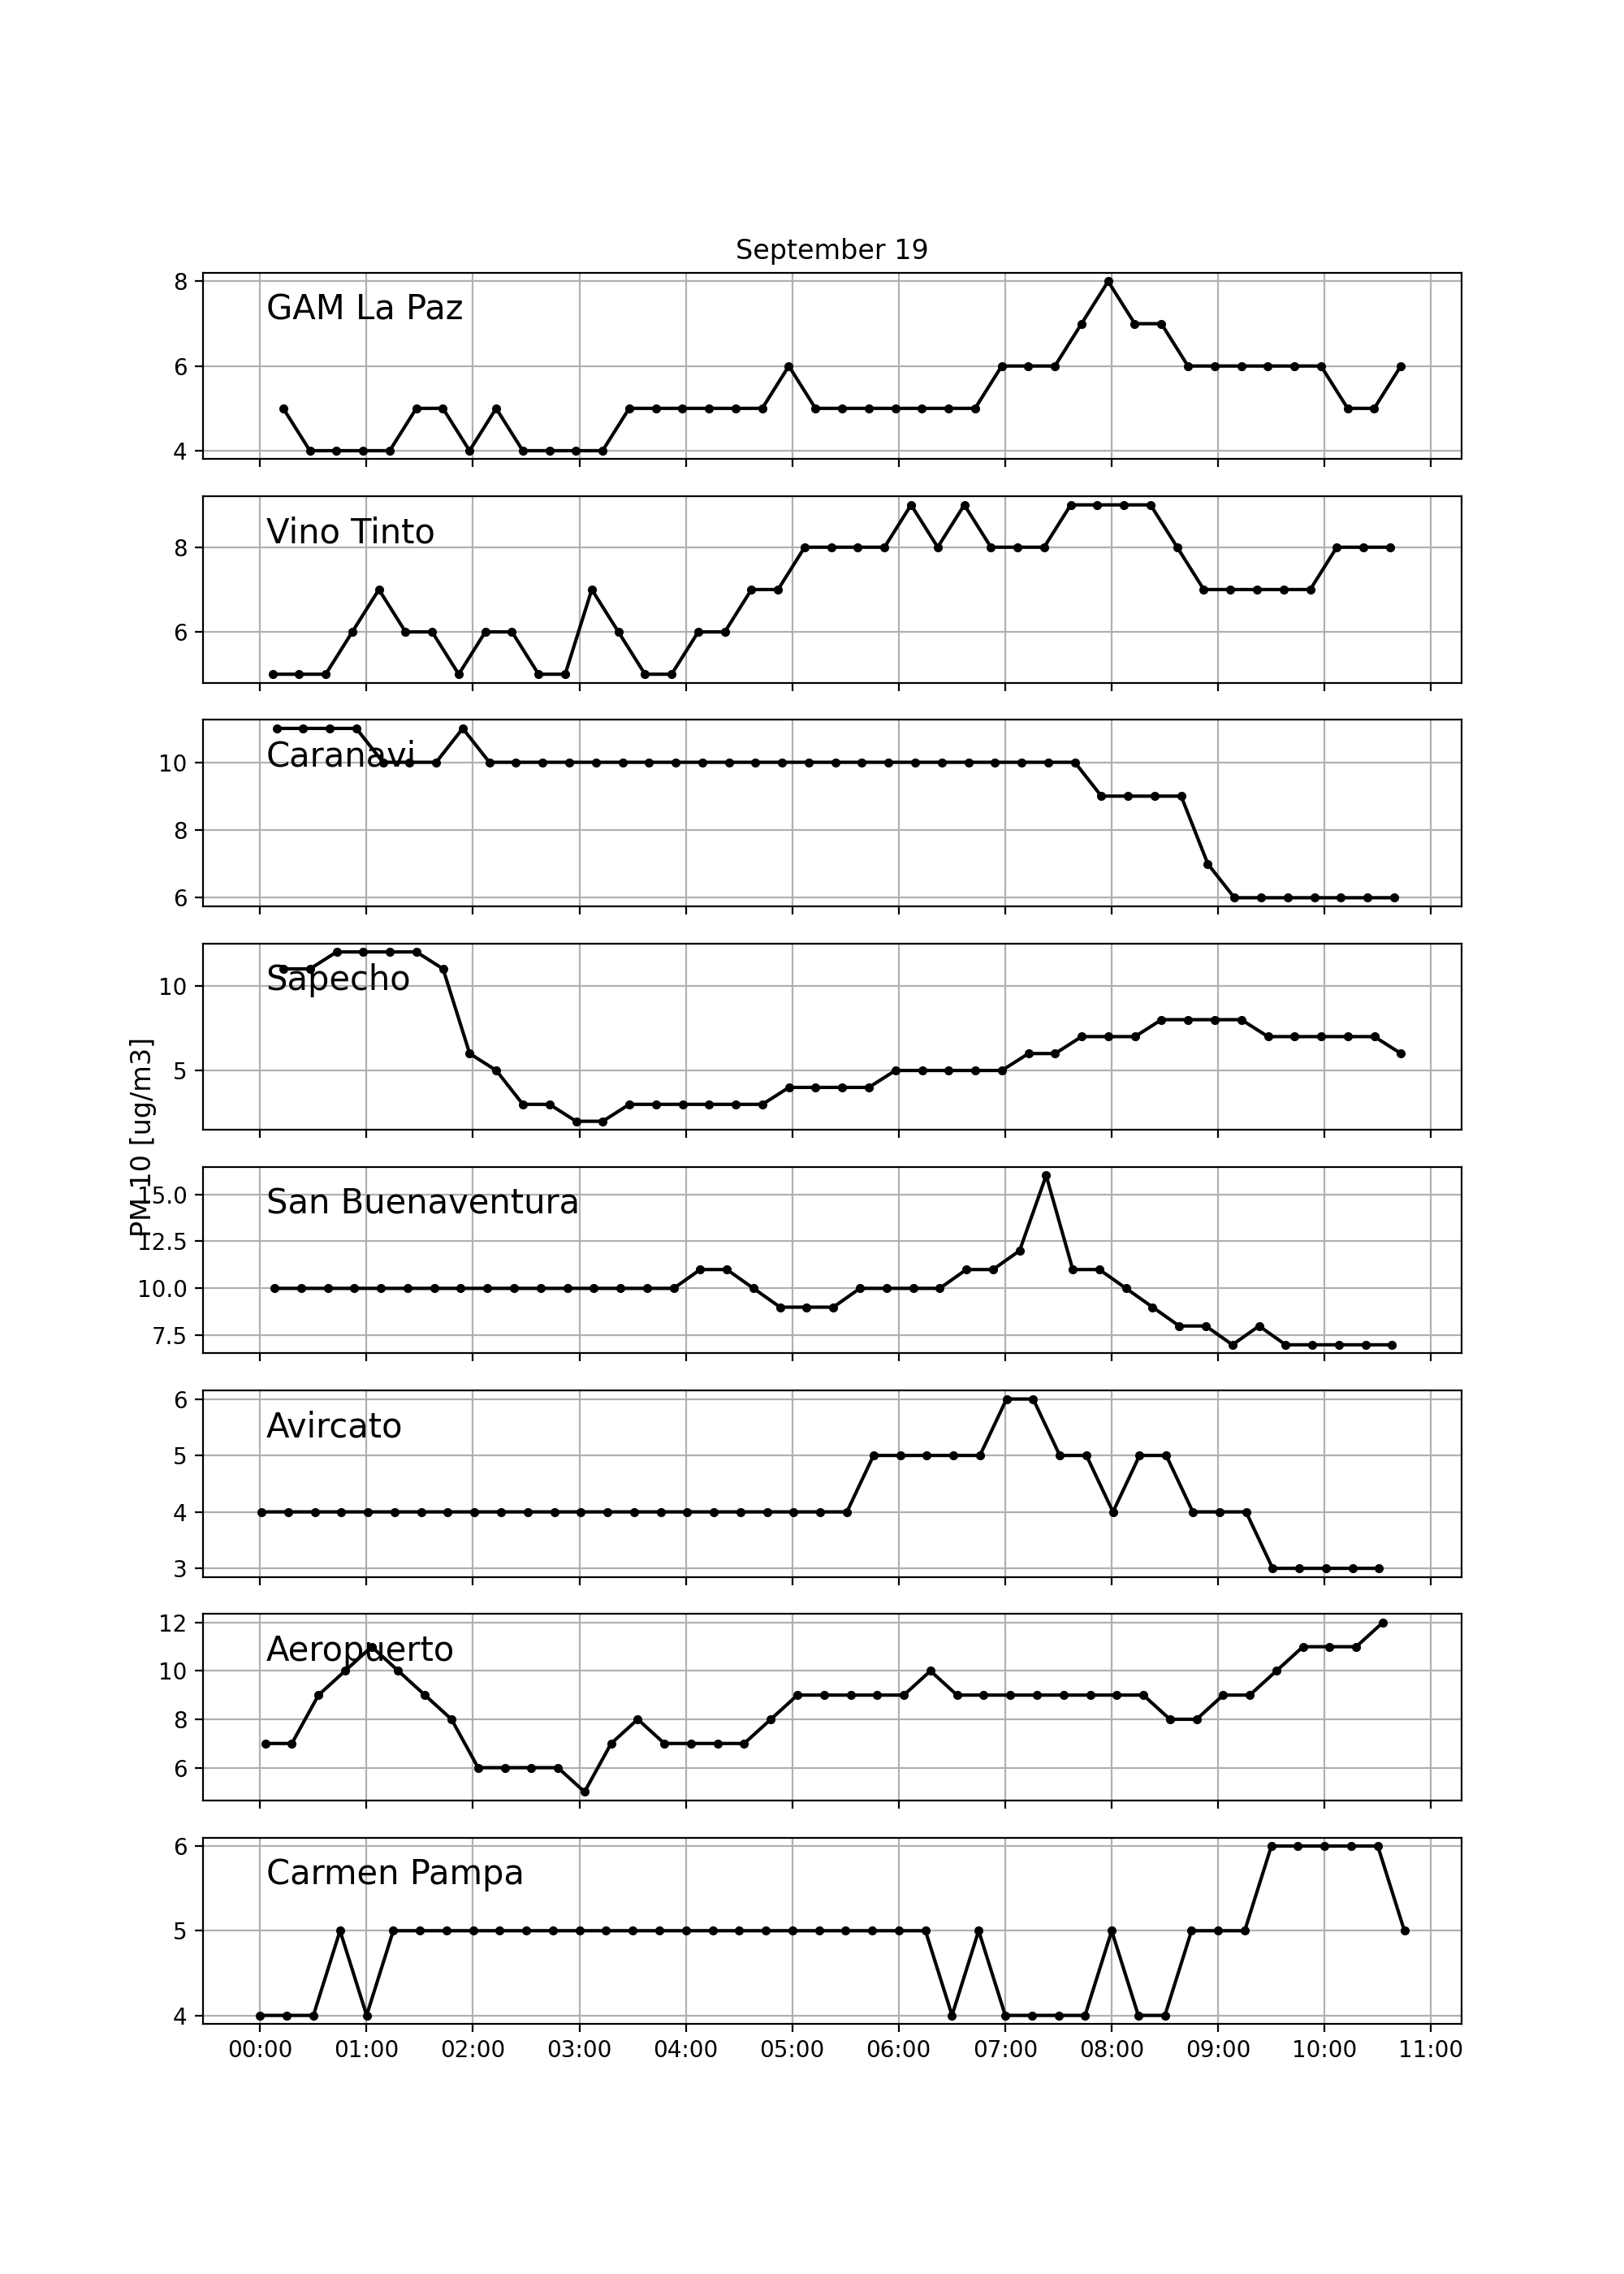 September 19
8
GAM La Paz
6
4
Vino Tinto
8
6
Caranavi
10
8
6
Sapecho
10
5
PM 10 [ug/m3]
San Buenaventura
15.0
12.5
10.0
7.5
6
Avircato
5
4
3
12
Aeropuerto
10
8
6
6
Carmen Pampa
5
4
00:00 01:00 02:00 03:00 04:00 05:00 06:00 07:00 08:00 09:00 10:00 11:00